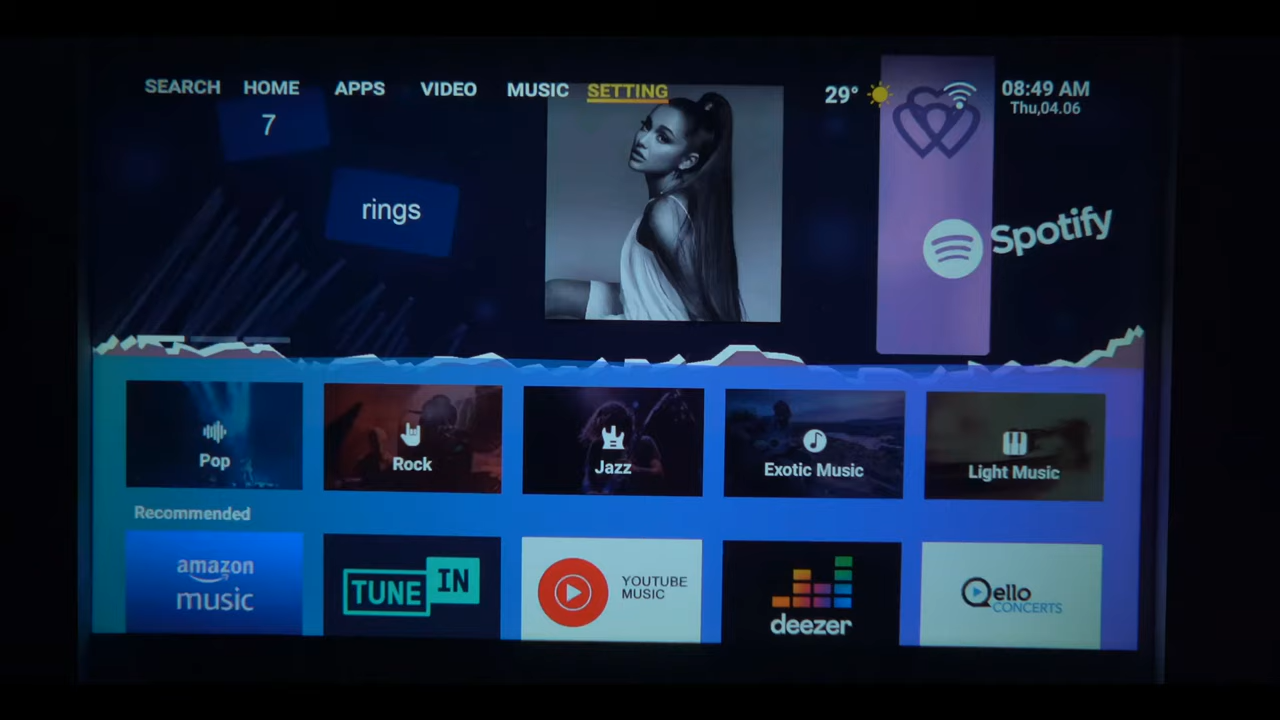 SEARCH HOME APPS VIDEO MUSIC SETTING
29°
08:49 AM
Thu,04.06
7
rings
Spotify
Pop
Rock
Jazz
Exotic Music
Light Music
Recommended
amazon
music
TUNE IN
YOUTUBE
MUSIC
deezer
Qello
CONCERTS